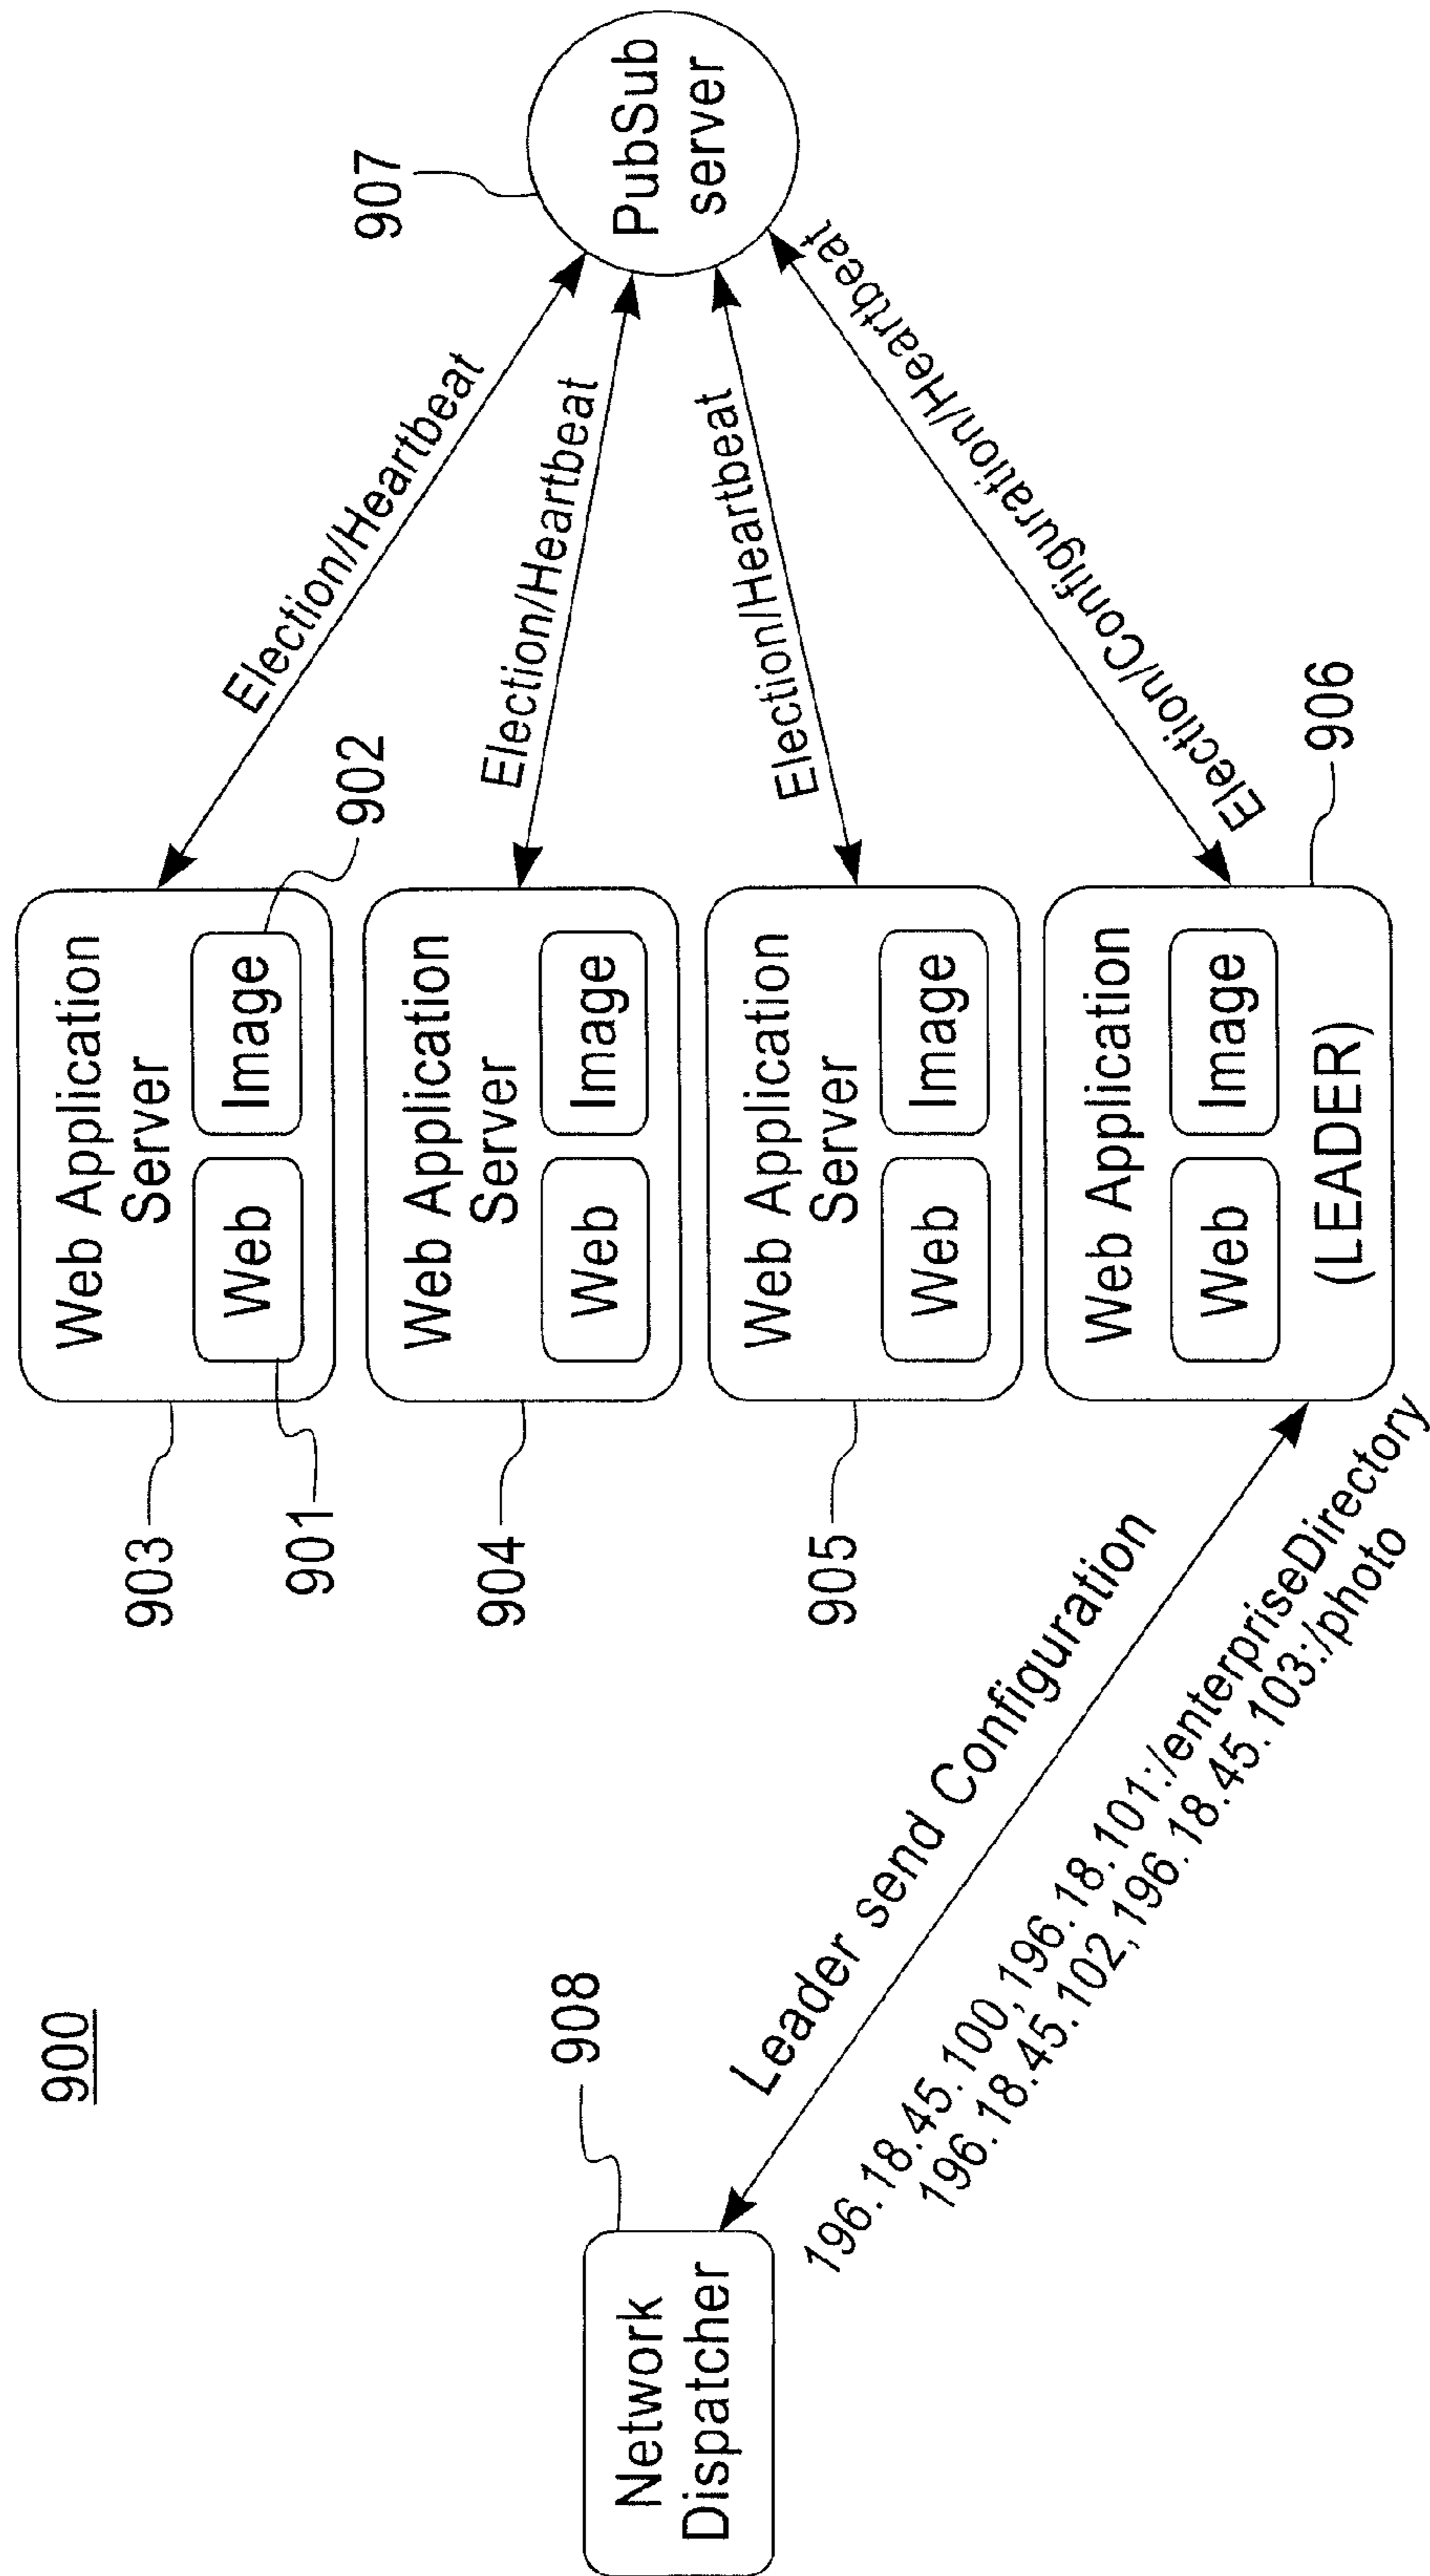 900
908
Network
Dispatcher
Leader send Configuration
196.18.45.100,196.18.101:/enterpriseDirectory
196.18.45.102,196.18.45.103:/photo
903
901
902
Web Application
Server
Web
Image
904
Web Application
Server
Web
Image
905
Web Application
Server
Web
Image
906
Web Application
Web
Image
(LEADER)
Election/Heartbeat
Election/Heartbeat
Election/Heartbeat
Election/Configuration/Heartbeat
907
PubSub
server